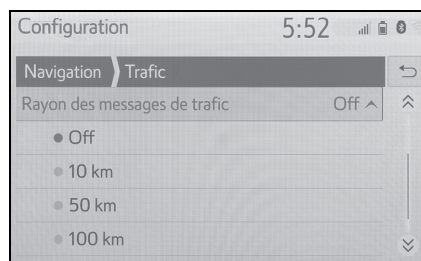 Configuration 5:52
Navigation Trafic
Rayon des messages de trafic Off
Off
10 km
50 km
100 km